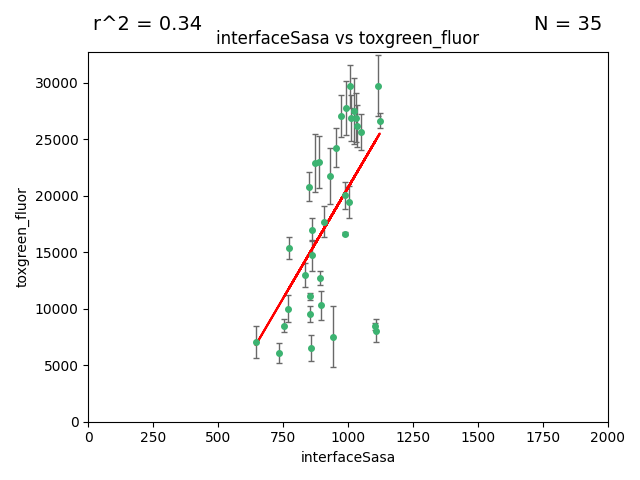 r^2 = 0.34
N = 35
interfaceSasa vs toxgreen_fluor
30000
25000
20000
15000
10000
5000
0
toxgreen_fluor
0 250 500 750 1000 1250 1500 1750 2000
interfaceSasa